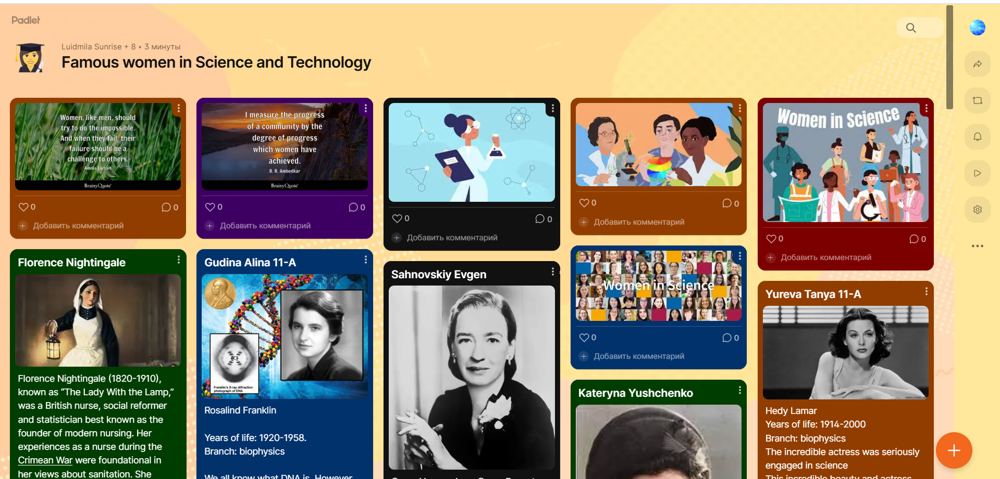 Padlet
Luidmila Sunrise + 8 • 3 минуты
Famous women in Science and Technology
Women, like men, should
try to do the impossible.
And when they fail, their
failure should be a
challenge to others.
Amelia Earhart
BrainyQuote®
0
0
Добавить комментарий
Florence Nightingale
Florence Nightingale (1820-1910),
known as “The Lady With the Lamp,”
was a British nurse, social reformer
and statistician best known as the
founder of modern nursing. Her
experiences as a nurse during the
Crimean War were foundational in
her views about sanitation. She
I measure the progress
of a community by the
degree of progress
which women have
achieved.
B. R. Ambedkar
BrainyQuote®
0
0
Добавить комментарий
Gudina Alina 11-A
Franklin's X-ray diffraction
photograph of DNA
Rosalind Franklin
Years of life: 1920-1958.
Branch: biophysics
We all know what DNA is. However,
0
0
Добавить комментарий
Sahnovskiy Evgen
0
0
Добавить комментарий
Women in Science
0
0
Добавить комментарий
Kateryna Yushchenko
Women in Science
0
0
Добавить комментарий
Yureva Tanya 11-A
Hedy Lamar
Years of life: 1914-2000
Branch: biophysics
The incredible actress was seriously
engaged in science
This incredible beauty and actress